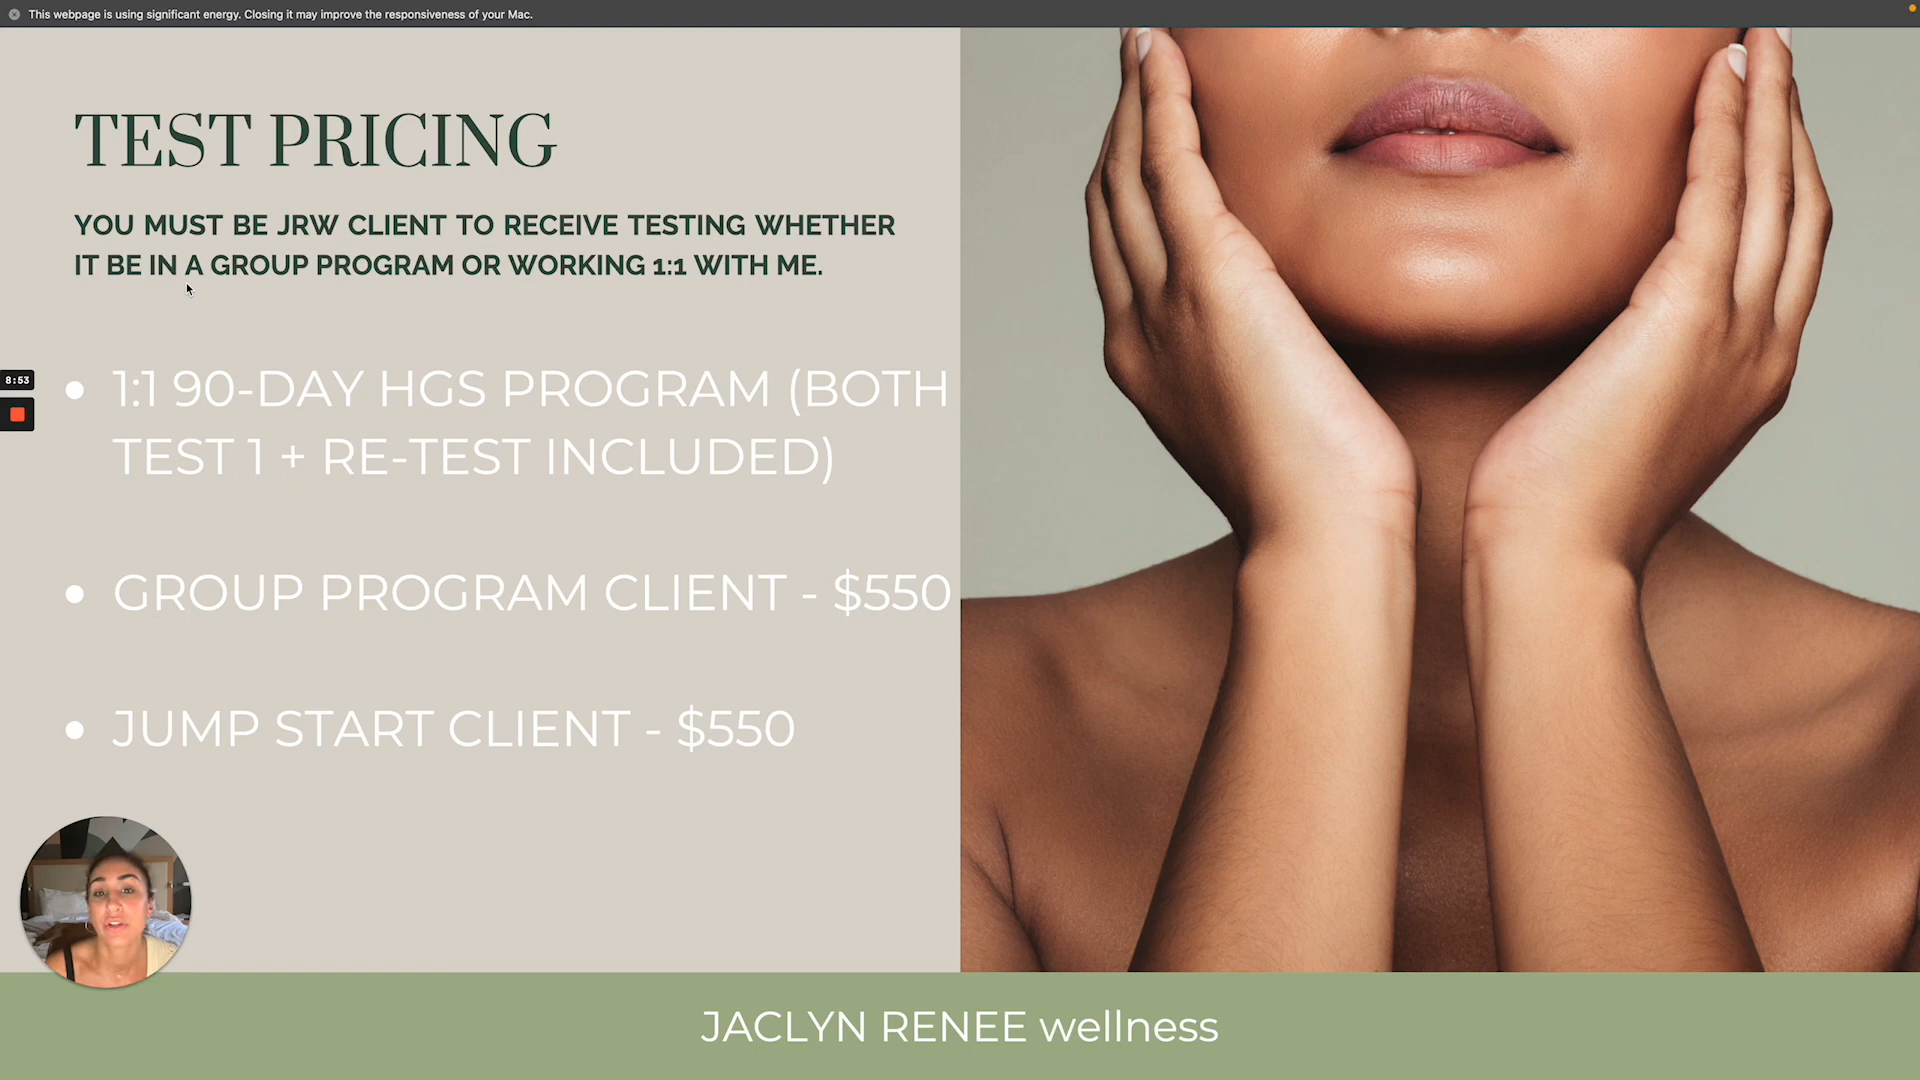 This webpage is using significant energy. Closing it may improve the responsiveness of your Mac.
TEST PRICING
YOU MUST BE JRW CLIENT TO RECEIVE TESTING WHETHER
IT BE IN A GROUP PROGRAM OR WORKING 1:1 WITH ME.
8:53
• 1:1 90-DAY HGS PROGRAM (BOTH
TEST 1 + RE-TEST INCLUDED)
• GROUP PROGRAM CLIENT - $550
• JUMP START CLIENT - $550
JACLYN RENEE wellness